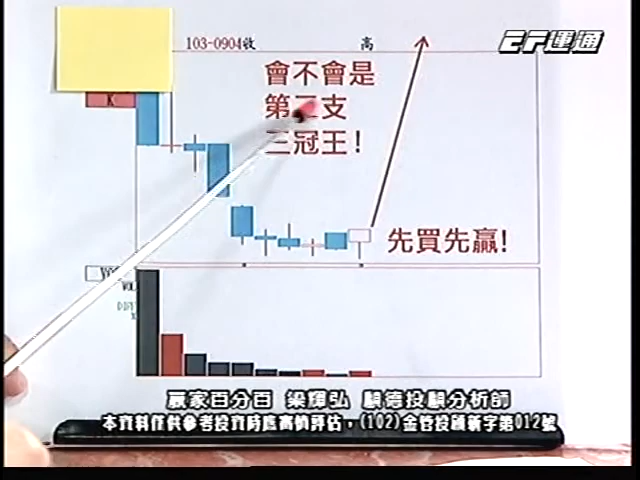 103-0904收
高
EF運通
會不會是
第二支
三冠王!
K
先買先贏!
VO
VOL
贏家百分百 梁輝弘 顧德投顧分析師
本資料僅供參考投資時應審慎評估，(102)金管投顧新字第012號